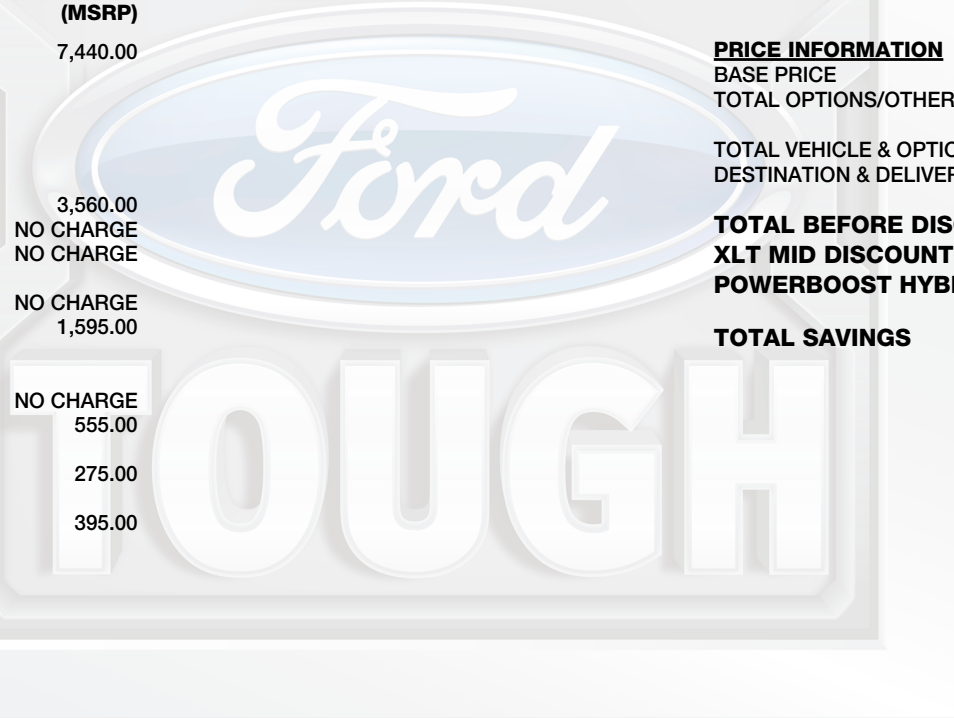 (MSRP)
7,440.00
3,560.00
NO CHARGE
NO CHARGE
NO CHARGE
1,595.00
NO CHARGE
555.00
275.00
395.00
PRICE INFORMATION
BASE PRICE
TOTAL OPTIONS/OTHER
TOTAL VEHICLE & OPTIO
DESTINATION & DELIVER
TOTAL BEFORE DIS
XLT MID DISCOUNT
POWERBOOST HYB
TOTAL SAVINGS
Ford
TOUGH